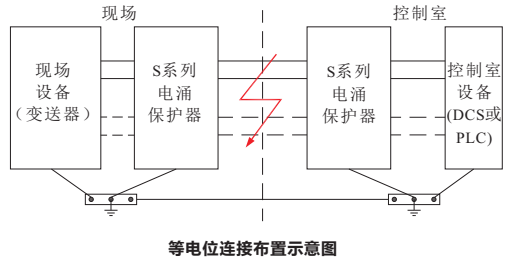 现场
控制室
现场
设备
（变送器）
S系列
电涌
保护器
S系列
电涌
保护器
控制室
设备
(DCS或
PLC)
等电位连接布置示意图